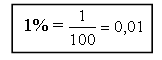 1% = 1/100 = 0,01